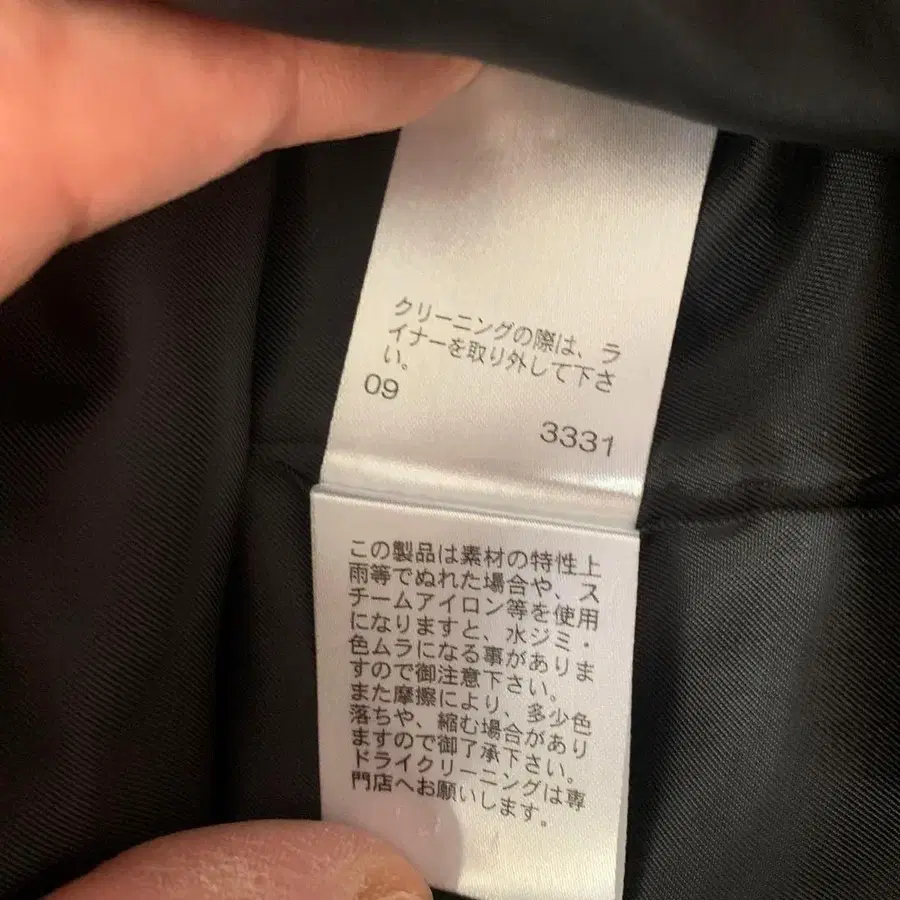 クリーニングの際は、ラ
イナーを取り外して下さ
い。
09
3331
この製品は素材の特性上
雨等でぬれた場合や、ス
チームアイロン等を使用
になりますと、水ジミ・
色ムラになる事がありま
すので御注意下さい。
また摩擦により、多少色
落ちや、縮む場合があり
ますので御了承下さい。
ドライクリーニングは専
門店へお願いします。